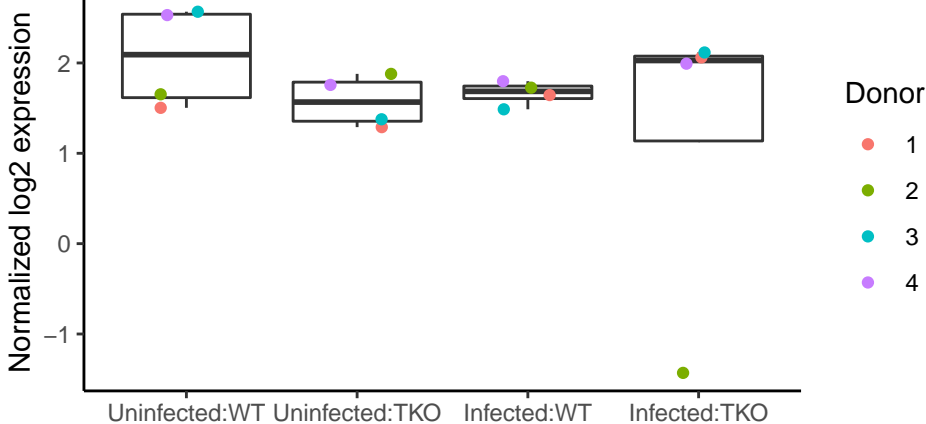 Normalized log2 expression
2
1
0
−1
Uninfected:WT Uninfected:TKO Infected:WT Infected:TKO
Donor
1
2
3
4